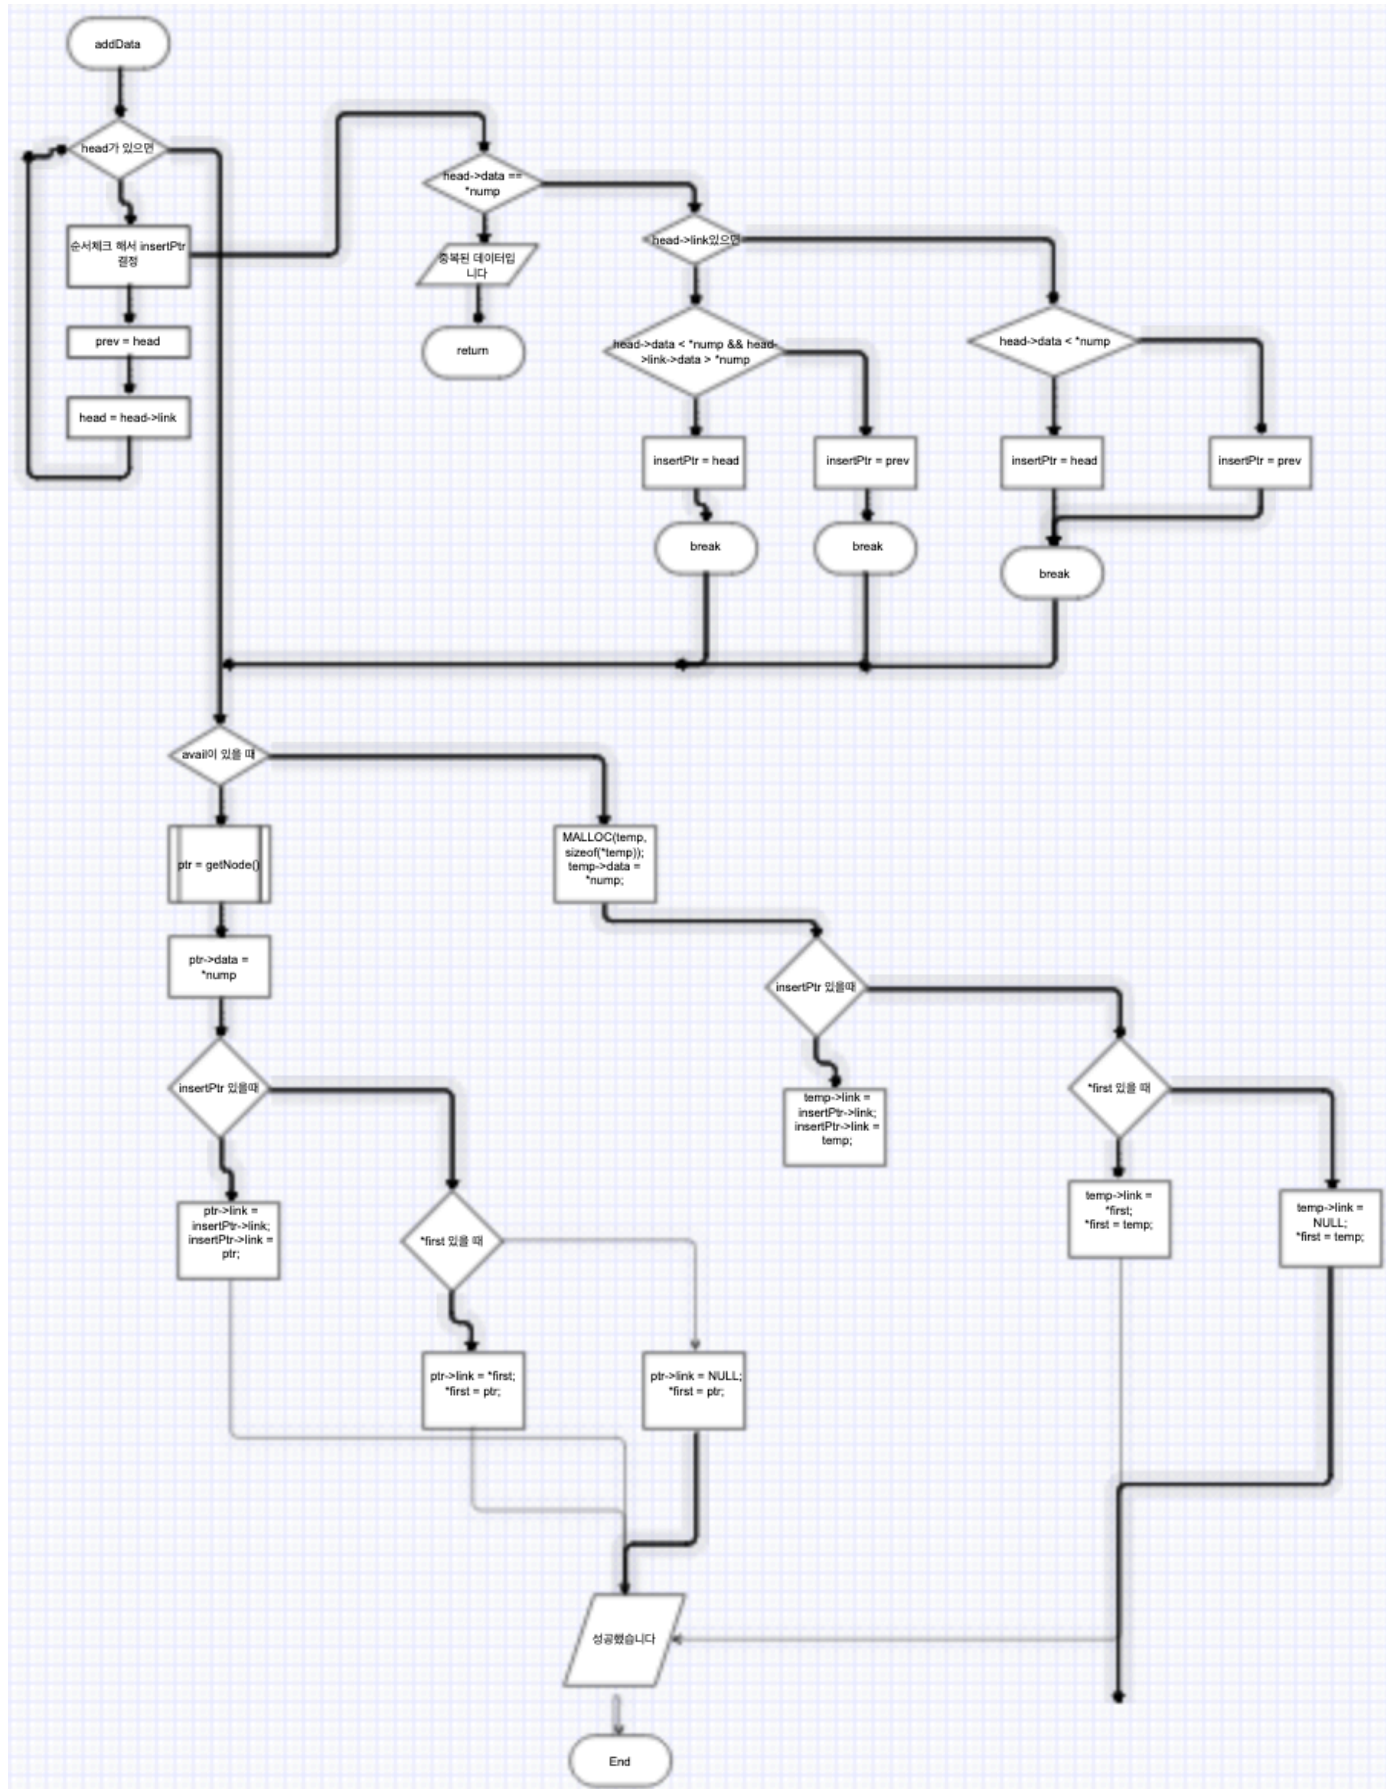 addData
head가 있으면
순서체크 해서 insertPtr
결정
prev = head
head = head->link
head->data ==
*nump
중복된 데이터입
니다
return
head->link있으면
head->data < *nump && head-
>link->data > *nump
head->data < *nump
insertPtr = head
insertPtr = prev
insertPtr = head
insertPtr = prev
break
break
break
avail이 있을 때
ptr = getNode()
ptr->data =
*nump
insertPtr 있을때
ptr->link =
insertPtr->link;
insertPtr->link =
ptr;
*first 있을 때
ptr->link = *first;
*first = ptr;
ptr->link = NULL;
*first = ptr;
MALLOC(temp,
sizeof(*temp));
temp->data =
*nump;
insertPtr 있을때
temp->link =
insertPtr->link;
insertPtr->link =
temp;
*first 있을 때
temp->link =
*first;
*first = temp;
temp->link =
NULL;
*first = temp;
성공했습니다
End